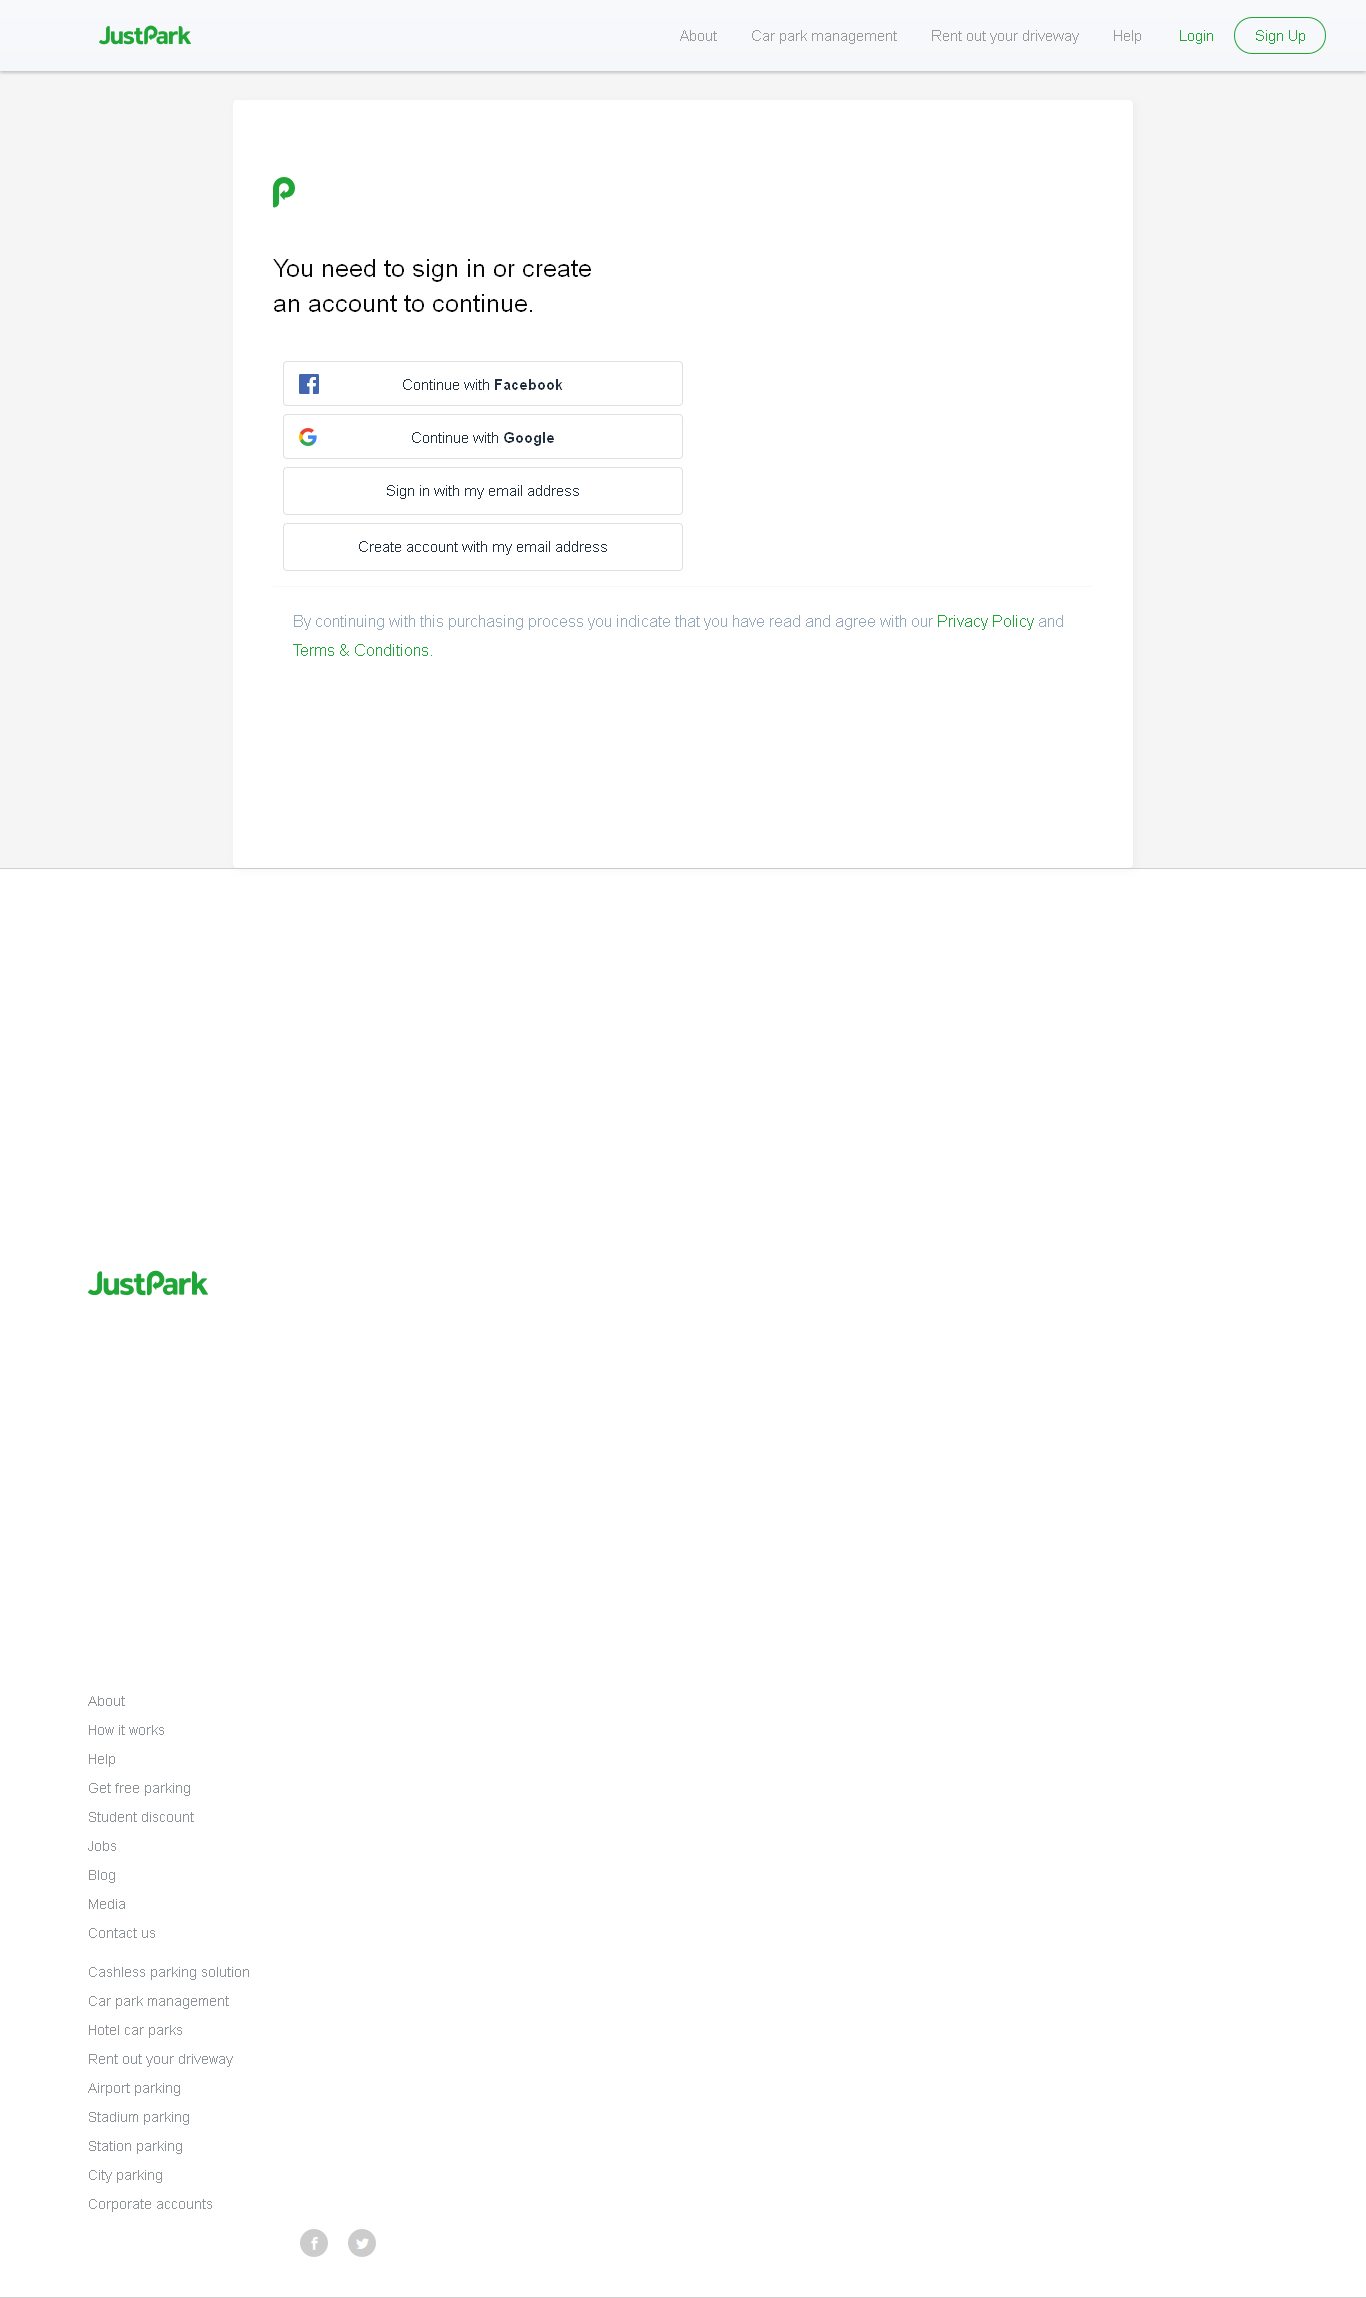 JustPark
About
Car park management
Rent out your driveway
Help
Login
Sign Up
You need to sign in or create
an account to continue.
Continue with Facebook
Continue with Google
Sign in with my email address
Create account with my email address
By continuing with this purchasing process you indicate that you have read and agree with our Privacy Policy and
Terms & Conditions.
JustPark
About
How it works
Help
Get free parking
Student discount
Jobs
Blog
Media
Contact us
Cashless parking solution
Car park management
Hotel car parks
Rent out your driveway
Airport parking
Stadium parking
Station parking
City parking
Corporate accounts